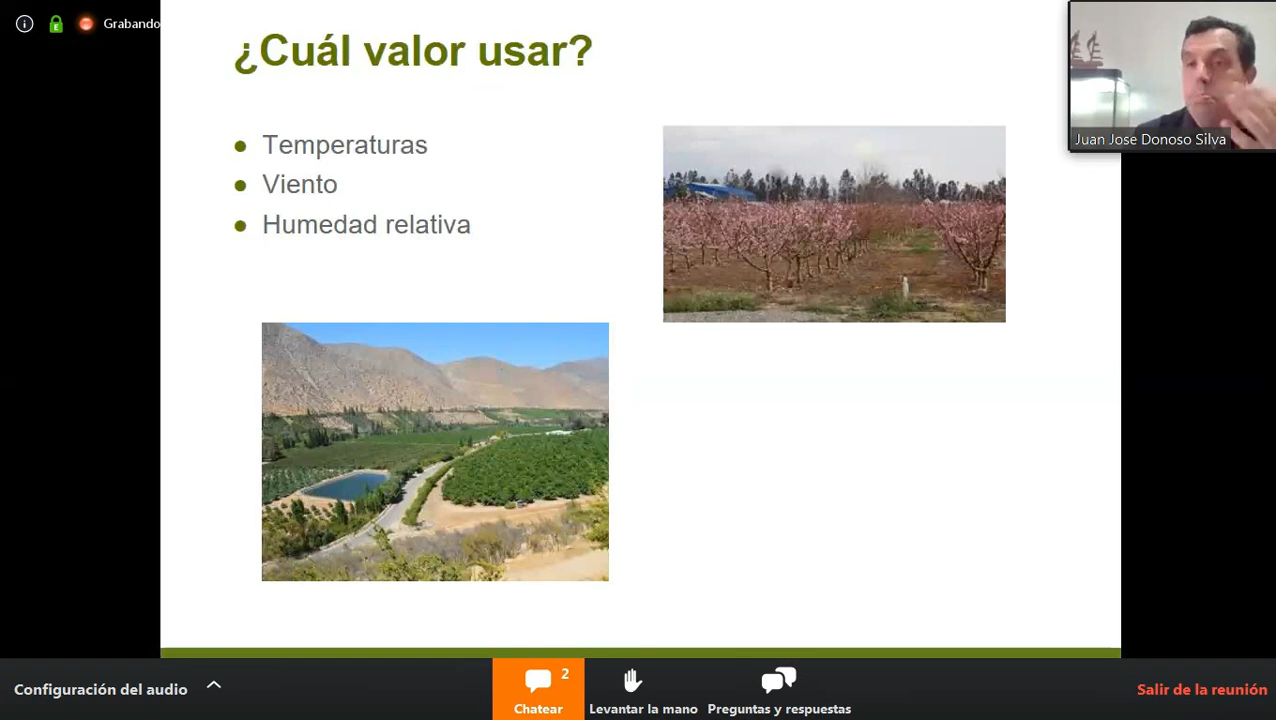 Grabando
¿Cuál valor usar?
Temperaturas
Viento
Humedad relativa
Juan Jose Donoso Silva
Configuración del audio
2
Chatear
Levantar la mano
Preguntas y respuestas
Salir de la reunión